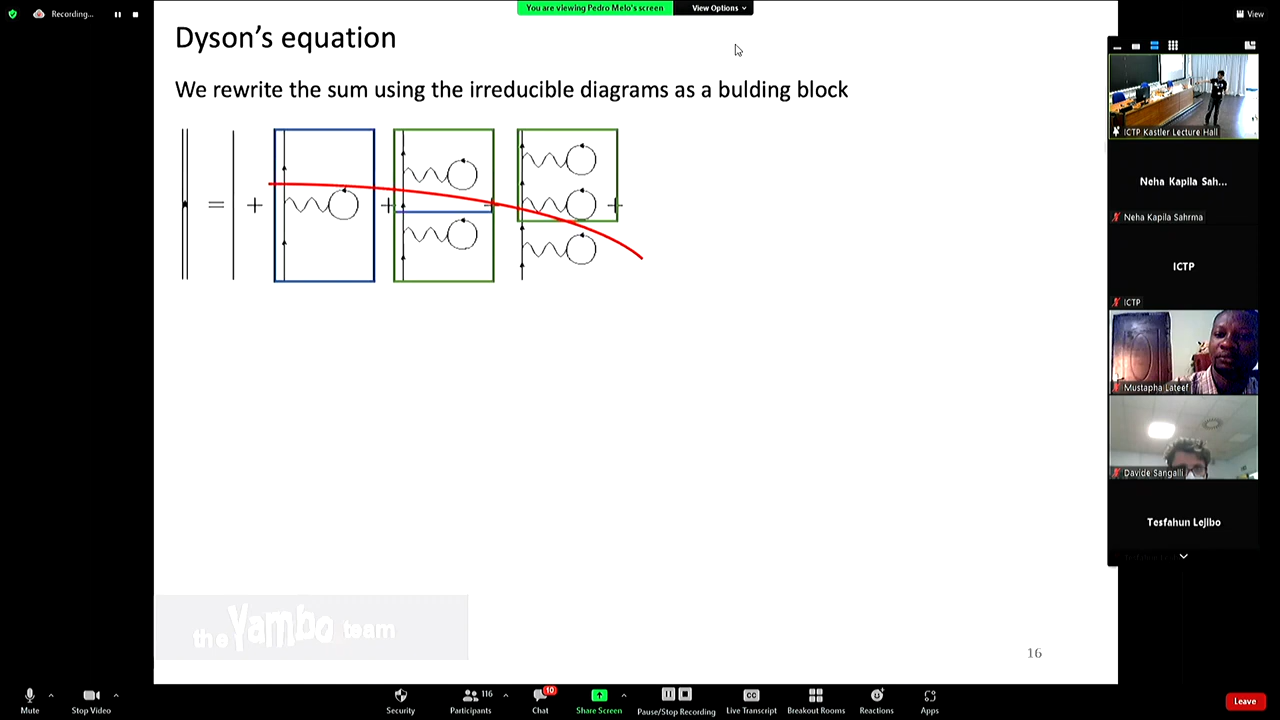 Recording...
You are viewing Pedro Melo's screen
View Options
View
Dyson's equation
We rewrite the sum using the irreducible diagrams as a bulding block
= + + + +
ICTP Kastler Lecture Hall
Neha Kapila Sah...
Neha Kapila Sahrma
ICTP
ICTP
Mustapha Lateef
Davide Sangalli
Tesfahun Lejibo
the Yambo team
16
Mute
Stop Video
Security
116
Participants
10
Chat
Share Screen
Pause/Stop Recording
CC
Live Transcript
Breakout Rooms
Reactions
Apps
Leave